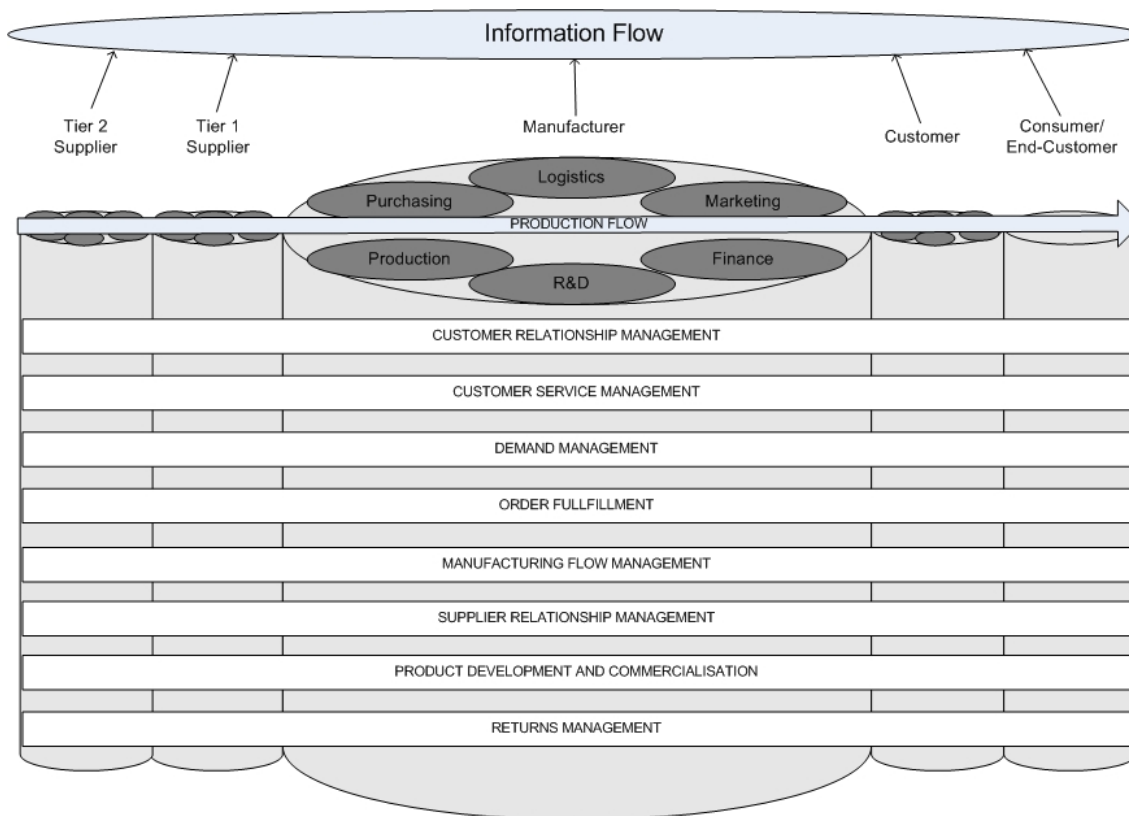 Information Flow
Tier 2
Supplier
Tier 1
Supplier
Manufacturer
Customer
Consumer/
End-Customer
Logistics
Purchasing
Marketing
PRODUCTION FLOW
Production
Finance
R&D
CUSTOMER RELATIONSHIP MANAGEMENT
CUSTOMER SERVICE MANAGEMENT
DEMAND MANAGEMENT
ORDER FULLFILLMENT
MANUFACTURING FLOW MANAGEMENT
SUPPLIER RELATIONSHIP MANAGEMENT
PRODUCT DEVELOPMENT AND COMMERCIALISATION
RETURNS MANAGEMENT